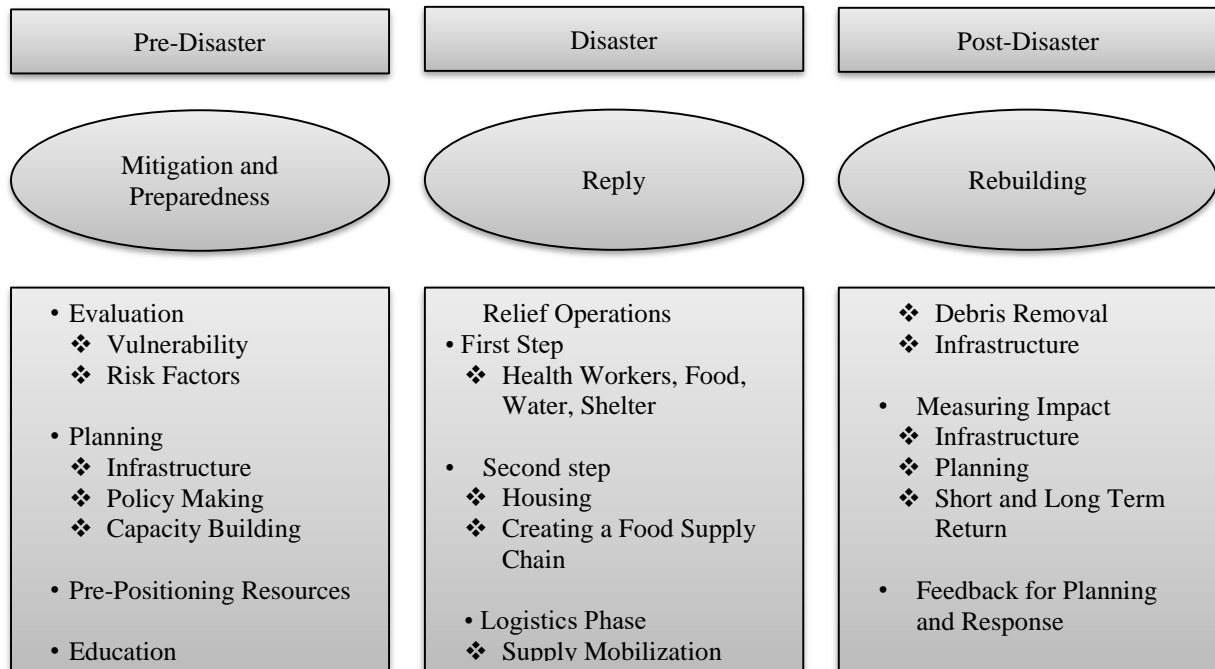 Pre-Disaster
Disaster
Post-Disaster
Mitigation and
Preparedness
Reply
Rebuilding
• Evaluation
❖ Vulnerability
❖ Risk Factors
• Planning
❖ Infrastructure
❖ Policy Making
❖ Capacity Building
• Pre-Positioning Resources
• Education
Relief Operations
• First Step
❖ Health Workers, Food,
Water, Shelter
• Second step
❖ Housing
❖ Creating a Food Supply
Chain
• Logistics Phase
❖ Supply Mobilization
❖ Debris Removal
❖ Infrastructure
• Measuring Impact
❖ Infrastructure
❖ Planning
❖ Short and Long Term
Return
• Feedback for Planning
and Response